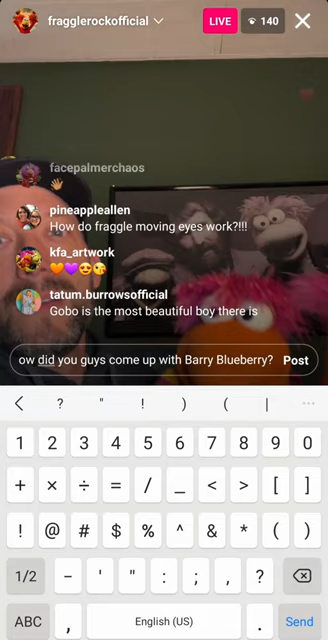 fragglerockofficial
LIVE
140
facepalmerchaos
pineappleallen
How do fraggle moving eyes work?!!!
kfa_artwork
tatum.burrowsofficial
Gobo is the most beautiful boy there is
ow did you guys come up with Barry Blueberry? Post
? " ! ) ( | ...
1 2 3 4 5 6 7 8 9 0
+ × ÷ = / _ < > [ ]
! @ # $ % ^ & * ( )
1/2 - ' " : ; , ?
ABC , English (US) . Send